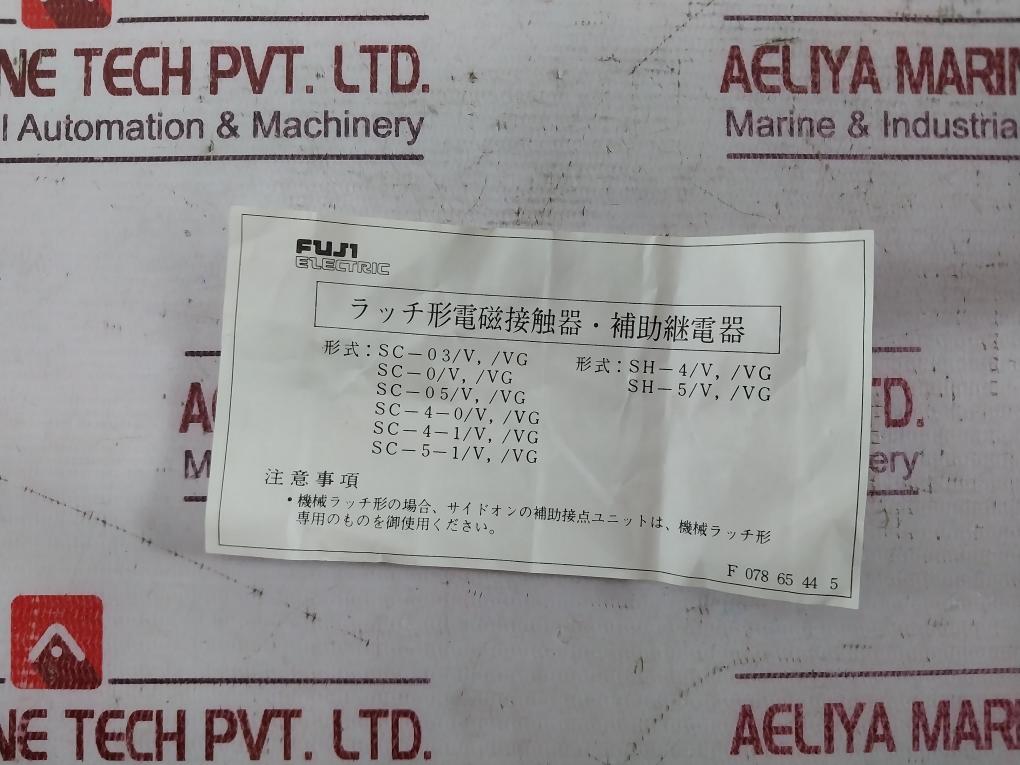 NE TECH PVT. LTD.
l Automation & Machinery
AELIYA MARIN
Marine & Industria
FUJI
ELECTRIC
ラッチ形電磁接触器・補助継電器
形式：SC－03/V, /VG
SC－0/V, /VG
SC－05/V, /VG
SC－4－0/V, /VG
SC－4－1/V, /VG
SC－5－1/V, /VG
形式：SH－4/V, /VG
SH－5/V, /VG
注意事項
・機械ラッチ形の場合、サイドオンの補助接点ユニットは、機械ラッチ形
専用のものを御使用ください。
F 078 65 44 5
A
M
TD.
ery
NE TECH PVT. LTD.
AELIYA MARI